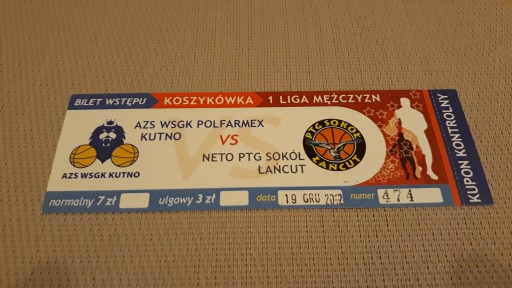 BILET WSTĘPU KOSZYKÓWKA 1 LIGA MĘŻCZYZN
AZS WSGK POLFARMEX
KUTNO
VS
NETO PTG SOKÓŁ
ŁAŃCUT
AZS WSGK KUTNO
PTG SOKÓŁ
ŁAŃCUT
normalny 7 zł ulgowy 3 zł data 19 GRU numer 474
KUPON KONTROLNY